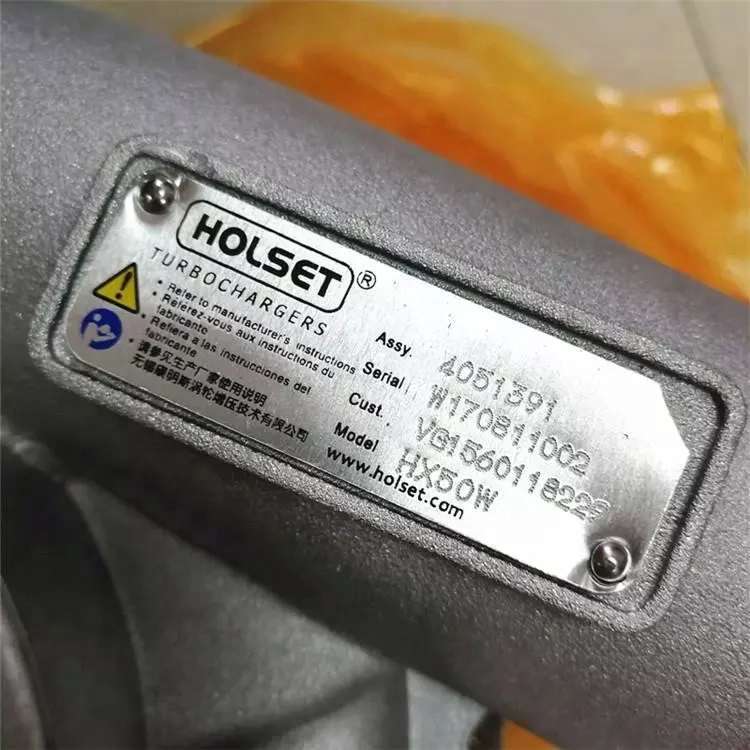 HOLSET®
TURBOCHARGERS
• Refer to manufacturer's instructions
• Référez-vous aux instructions du
fabricante
• Refiera a las instrucciones del
fabricante
• 请参见生产厂家使用说明
无锡康明斯涡轮增压技术有限公司
Assy. 4051391
Serial W170811002
Cust. VG1560118229
Model HX50W
www.holset.com